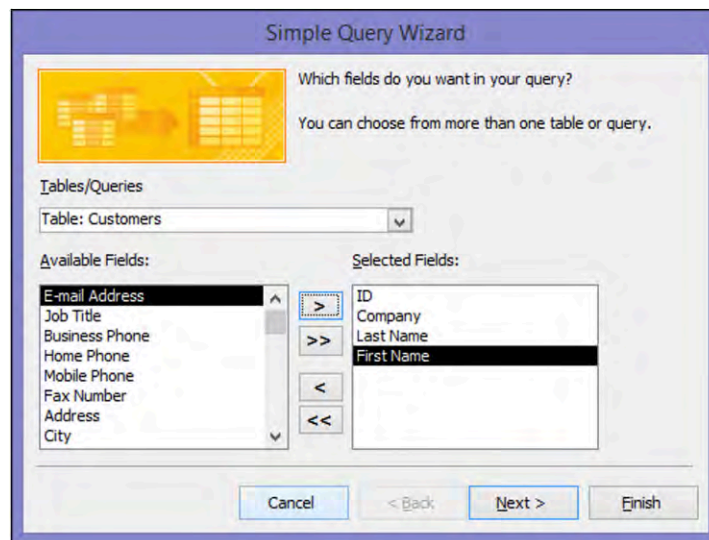 Simple Query Wizard
Which fields do you want in your query?
You can choose from more than one table or query.
Tables/Queries
Table: Customers
Available Fields:
Selected Fields:
E-mail Address
Job Title
Business Phone
Home Phone
Mobile Phone
Fax Number
Address
City
>
>>
<
<<
ID
Company
Last Name
First Name
Cancel
< Back
Next >
Finish